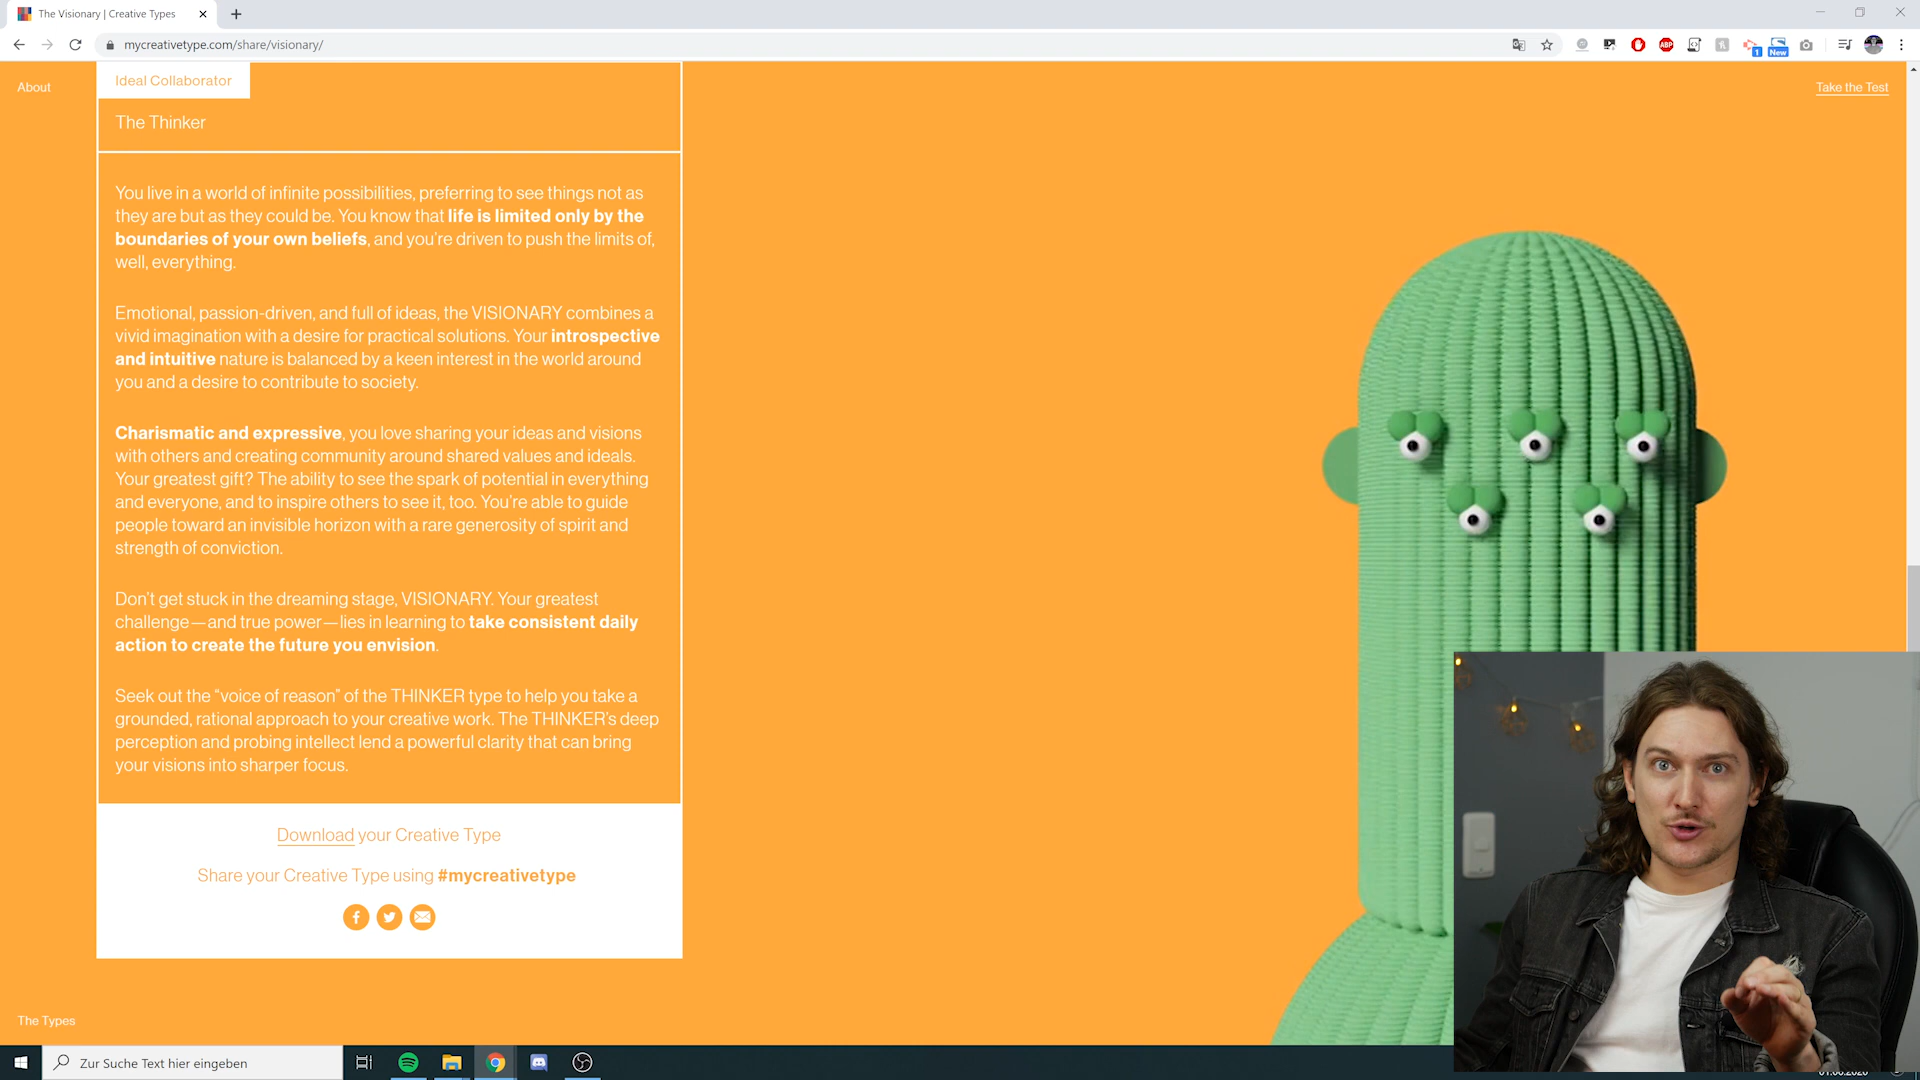 The Visionary | Creative Types
mycreativetype.com/share/visionary/
ABP
1
New
About
Take the Test
Ideal Collaborator
The Thinker
You live in a world of infinite possibilities, preferring to see things not as
they are but as they could be. You know that life is limited only by the
boundaries of your own beliefs, and you're driven to push the limits of,
well, everything.
Emotional, passion-driven, and full of ideas, the VISIONARY combines a
vivid imagination with a desire for practical solutions. Your introspective
and intuitive nature is balanced by a keen interest in the world around
you and a desire to contribute to society.
Charismatic and expressive, you love sharing your ideas and visions
with others and creating community around shared values and ideals.
Your greatest gift? The ability to see the spark of potential in everything
and everyone, and to inspire others to see it, too. You're able to guide
people toward an invisible horizon with a rare generosity of spirit and
strength of conviction.
Don't get stuck in the dreaming stage, VISIONARY. Your greatest
challenge—and true power—lies in learning to take consistent daily
action to create the future you envision.
Seek out the “voice of reason” of the THINKER type to help you take a
grounded, rational approach to your creative work. The THINKER's deep
perception and probing intellect lend a powerful clarity that can bring
your visions into sharper focus.
Download your Creative Type
Share your Creative Type using #mycreativetype
The Types
Zur Suche Text hier eingeben